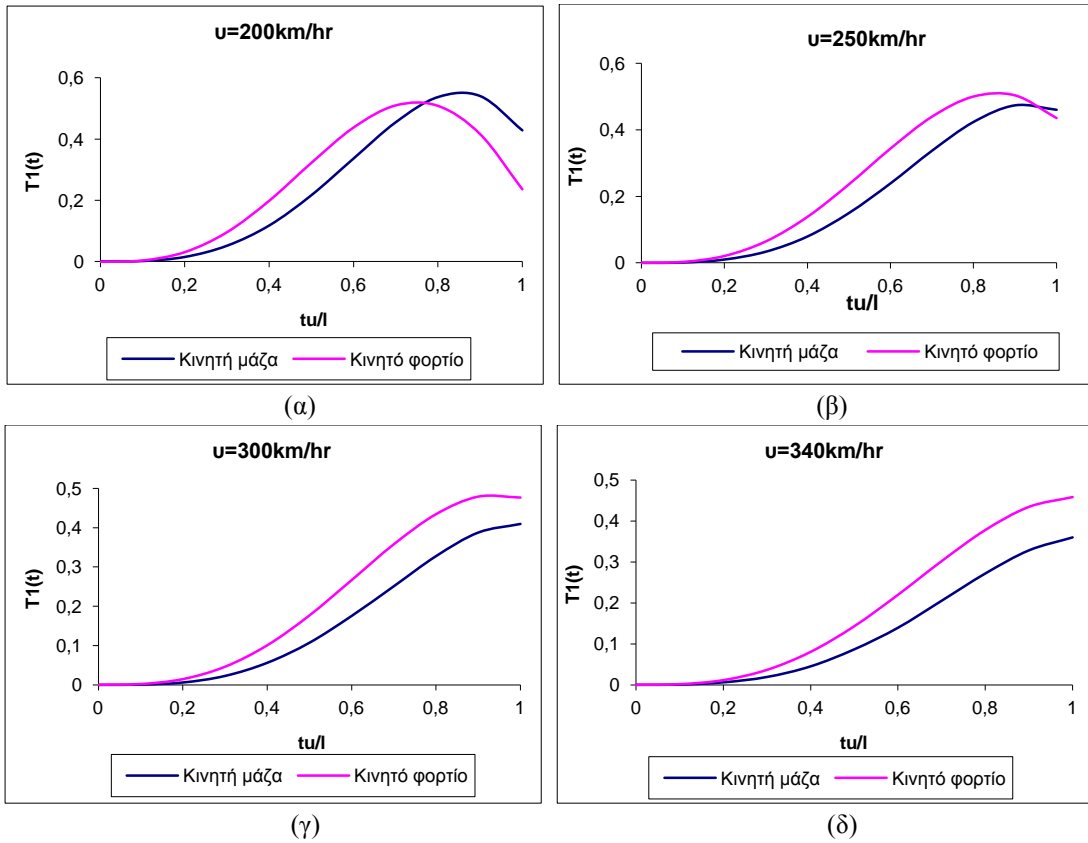 υ=200km/hr
T1(t)
0,6
0,4
0,2
0
0 0,2 0,4 0,6 0,8 1
tu/l
Κινητή μάζα Κινητό φορτίο
(α)
υ=250km/hr
T1(t)
0,6
0,4
0,2
0
0 0,2 0,4 0,6 0,8 1
tu/l
Κινητή μάζα Κινητό φορτίο
(β)
υ=300km/hr
T1(t)
0,5
0,4
0,3
0,2
0,1
0
0 0,2 0,4 0,6 0,8 1
tu/l
Κινητή μάζα Κινητό φορτίο
(γ)
υ=340km/hr
T1(t)
0,5
0,4
0,3
0,2
0,1
0
0 0,2 0,4 0,6 0,8 1
tu/l
Κινητή μάζα Κινητό φορτίο
(δ)